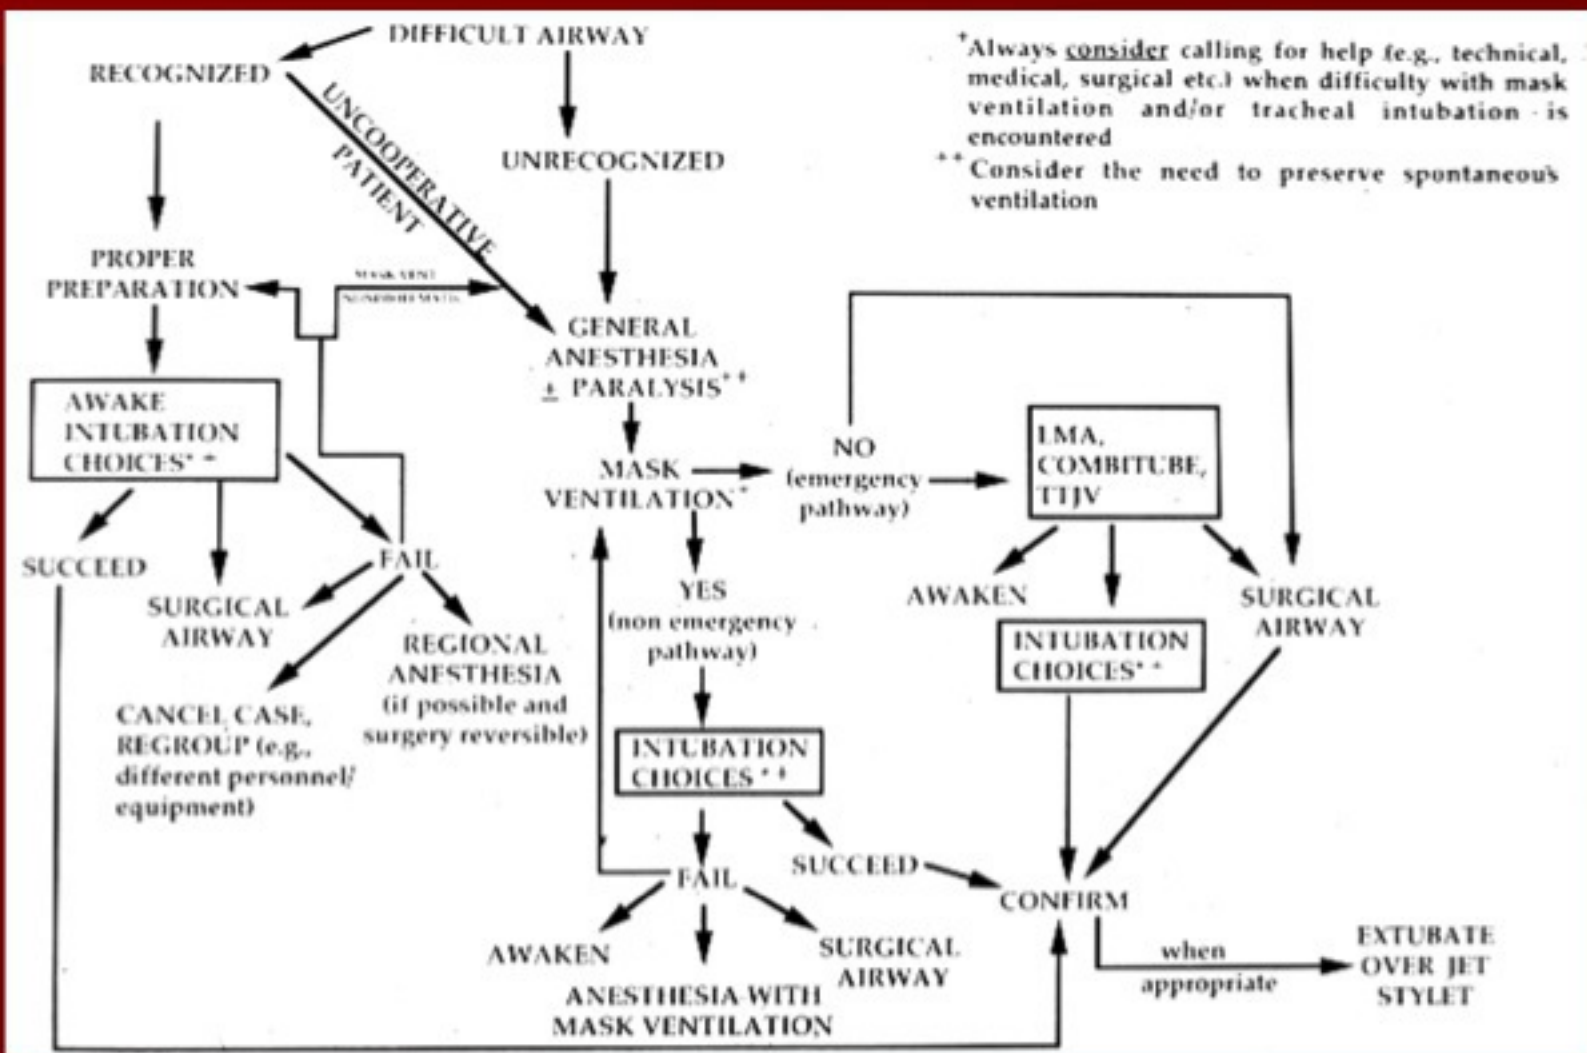 DIFFICULT AIRWAY
RECOGNIZED
UNCOOPERATIVE
PATIENT
UNRECOGNIZED
+Always consider calling for help (e.g., technical,
medical, surgical etc.) when difficulty with mask
ventilation and/or tracheal intubation is
encountered
++Consider the need to preserve spontaneous
ventilation
PROPER
PREPARATION
MASK VENT
GENERAL
ANESTHESIA
± PARALYSIS++
AWAKE
INTUBATION
CHOICES++
MASK
VENTILATION+
NO
(emergency
pathway)
LMA,
COMBITUBE,
TTJV
SUCCEED
SURGICAL
AIRWAY
FAIL
REGIONAL
ANESTHESIA
(if possible and
surgery reversible)
CANCEL CASE,
REGROUP (e.g.,
different personnel/
equipment)
YES
(non emergency
pathway)
AWAKEN
INTUBATION
CHOICES++
SURGICAL
AIRWAY
INTUBATION
CHOICES++
FAIL
SUCCEED
CONFIRM
AWAKEN
ANESTHESIA WITH
MASK VENTILATION
SURGICAL
AIRWAY
when
appropriate
EXTUBATE
OVER JET
STYLET